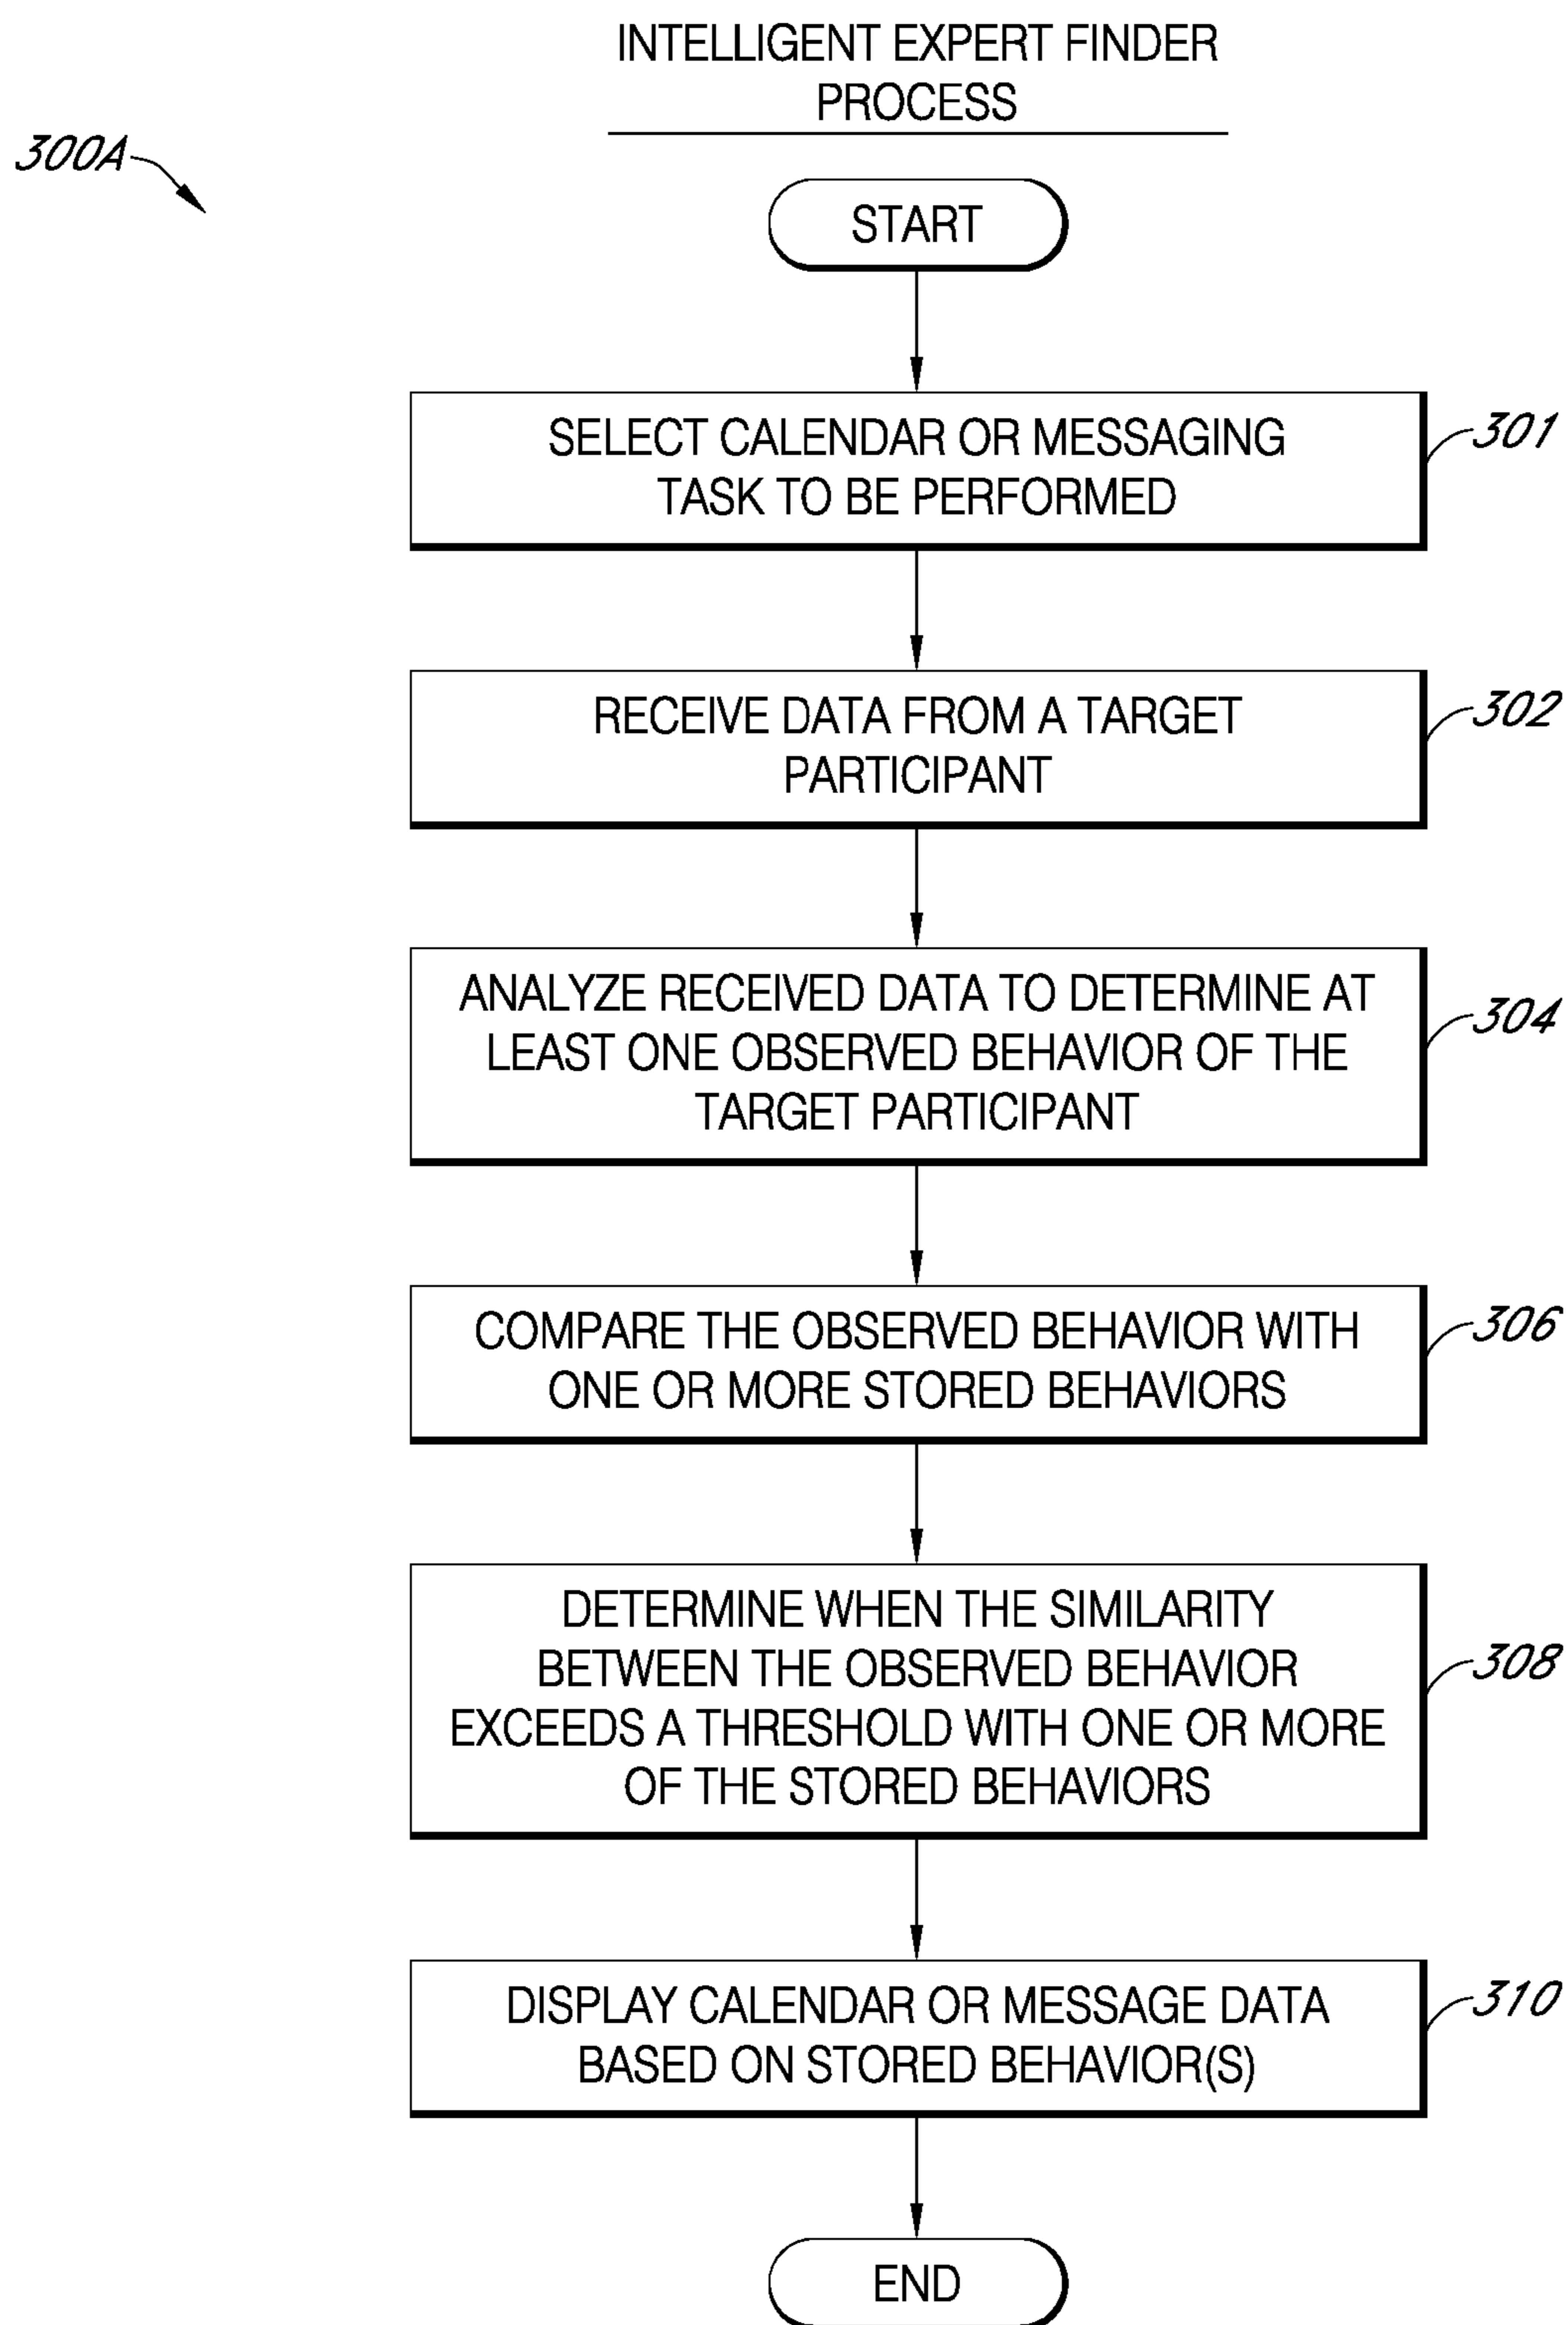 INTELLIGENT EXPERT FINDER
PROCESS
300A
START
SELECT CALENDAR OR MESSAGING
TASK TO BE PERFORMED
301
RECEIVE DATA FROM A TARGET
PARTICIPANT
302
ANALYZE RECEIVED DATA TO DETERMINE AT
LEAST ONE OBSERVED BEHAVIOR OF THE
TARGET PARTICIPANT
304
COMPARE THE OBSERVED BEHAVIOR WITH
ONE OR MORE STORED BEHAVIORS
306
DETERMINE WHEN THE SIMILARITY
BETWEEN THE OBSERVED BEHAVIOR
EXCEEDS A THRESHOLD WITH ONE OR MORE
OF THE STORED BEHAVIORS
308
DISPLAY CALENDAR OR MESSAGE DATA
BASED ON STORED BEHAVIOR(S)
310
END